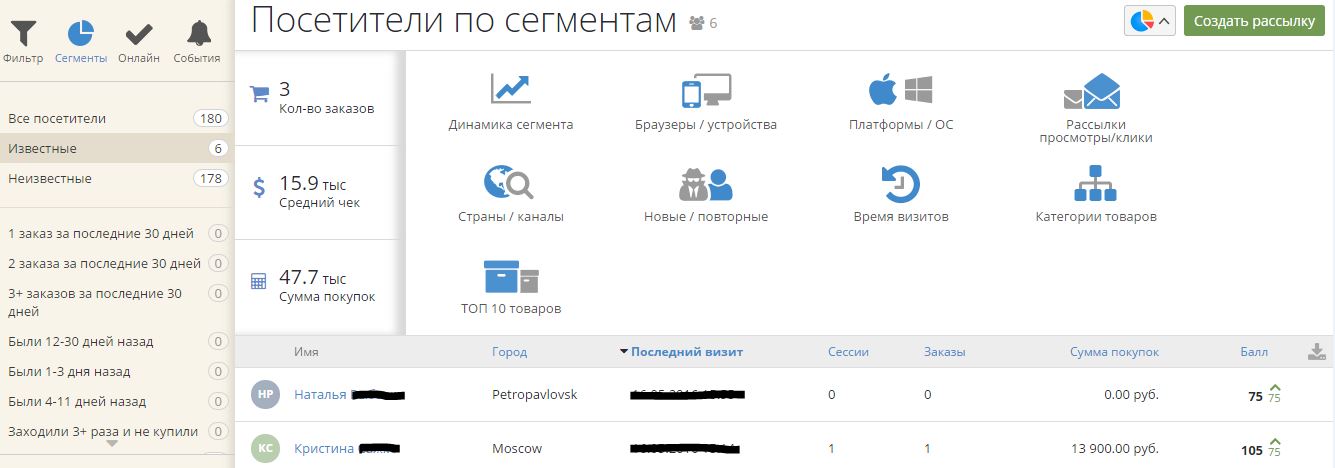 Посетители по сегментам 6
Создать рассылку
Фильтр Сегменты Онлайн События
Все посетители 180
Известные 6
Неизвестные 178
1 заказ за последние 30 дней 0
2 заказа за последние 30 дней 0
3+ заказов за последние 30
дней 0
Были 12-30 дней назад 0
Были 1-3 дня назад 0
Были 4-11 дней назад 0
Заходили 3+ раза и не купили 0
3
Кол-во заказов
15.9 тыс
Средний чек
47.7 тыс
Сумма покупок
Динамика сегмента
Браузеры / устройства
Платформы / ОС
Рассылки
просмотры/клики
Страны / каналы
Новые / повторные
Время визитов
Категории товаров
ТОП 10 товаров
Имя Город Последний визит Сессии Заказы Сумма покупок Балл
НР Наталья Petropavlovsk 0 0 0.00 руб. 75 75
КС Кристина Moscow 1 1 13 900.00 руб. 105 75